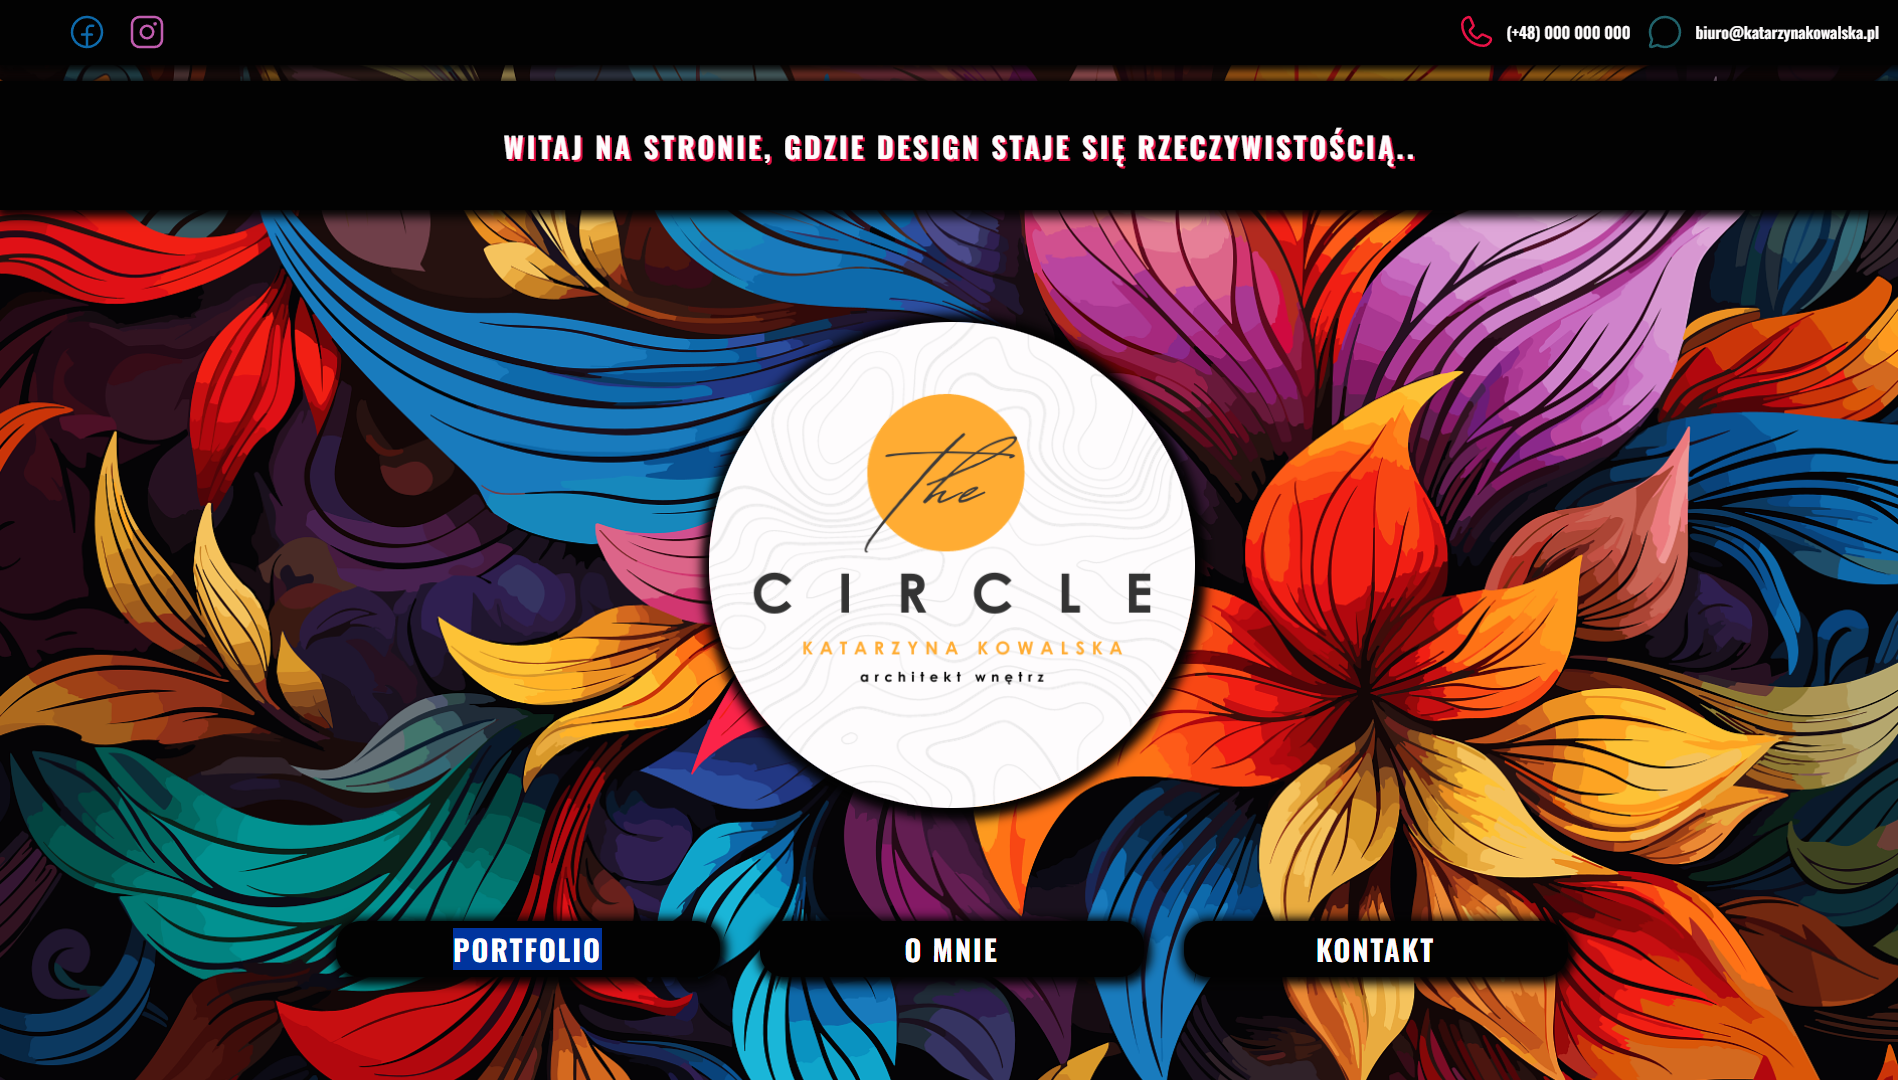 (+48) 000 000 000 biuro@katarzynakowalska.pl
WITAJ NA STRONIE, GDZIE DESIGN STAJE SIĘ RZECZYWISTOŚCIĄ..
the
CIRCLE
KATARZYNA KOWALSKA
architekt wnętrz
PORTFOLIO O MNIE KONTAKT